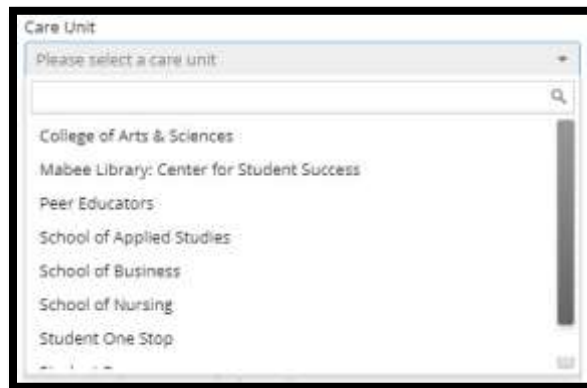 Care Unit
Please select a care unit
College of Arts & Sciences
Mabee Library: Center for Student Success
Peer Educators
School of Applied Studies
School of Business
School of Nursing
Student One Stop